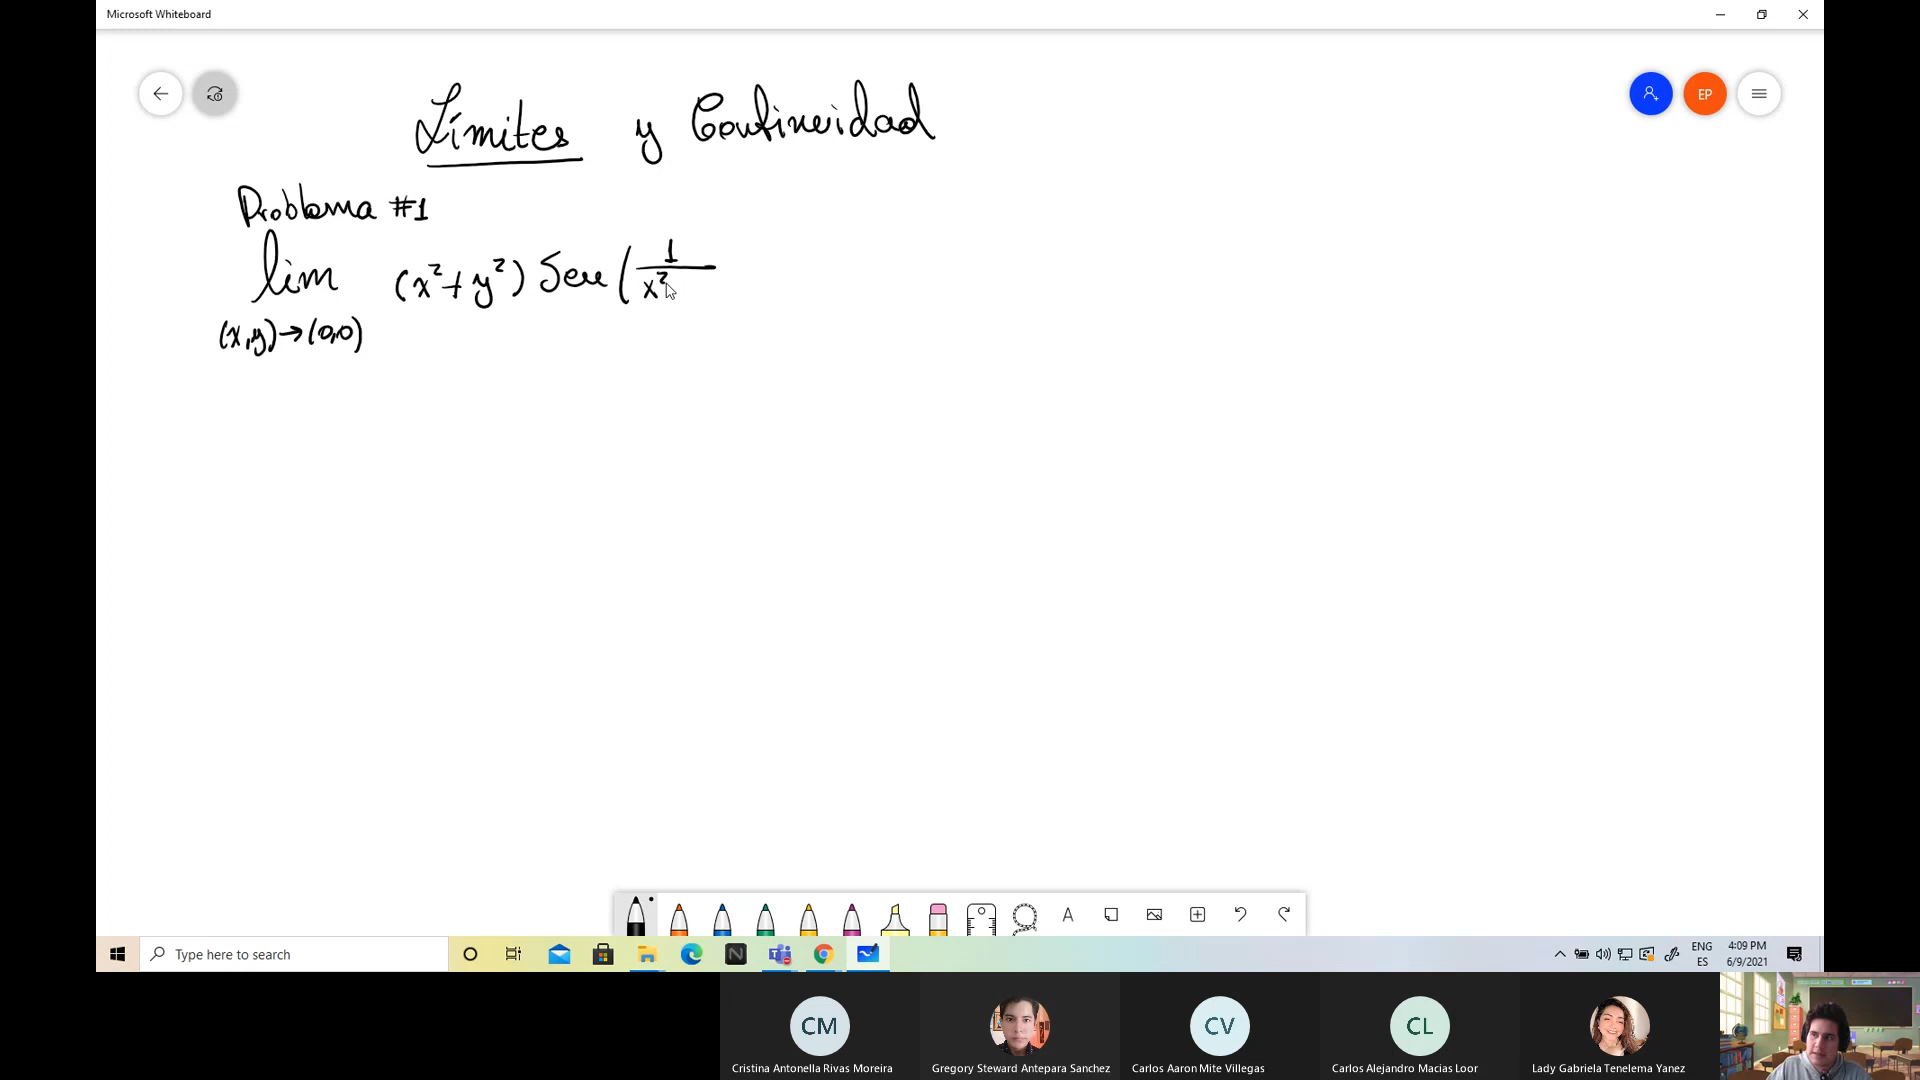 Microsoft Whiteboard
EP
Límites y Continuidad
Problema #1
lim (x²+y²) Sen (1/x²
(x,y)→(0,0)
A
Type here to search
N
ENG
ES
4:09 PM
6/9/2021
CM
CV
CL
Cristina Antonella Rivas Moreira
Gregory Steward Antepara Sanchez
Carlos Aaron Mite Villegas
Carlos Alejandro Macias Loor
Lady Gabriela Tenelema Yanez